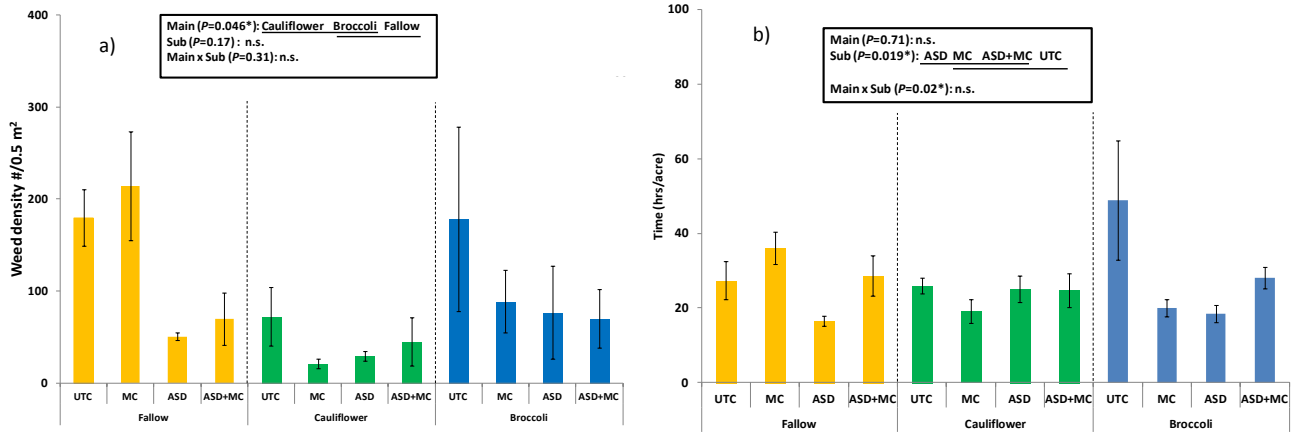 a)
Main (P=0.046*): Cauliflower Broccoli Fallow
Sub (P=0.17) : n.s.
Main x Sub (P=0.31): n.s.
Weed density #/0.5 m²
400
300
200
100
0
UTC MC ASD ASD+MC UTC MC ASD ASD+MC UTC MC ASD ASD+MC
Fallow Cauliflower Broccoli
b)
Main (P=0.71): n.s.
Sub (P=0.019*): ASD MC ASD+MC UTC
Main x Sub (P=0.02*): n.s.
Time (hrs/acre)
100
80
60
40
20
0
UTC MC ASD ASD+MC UTC MC ASD ASD+MC UTC MC ASD ASD+MC
Fallow Cauliflower Broccoli